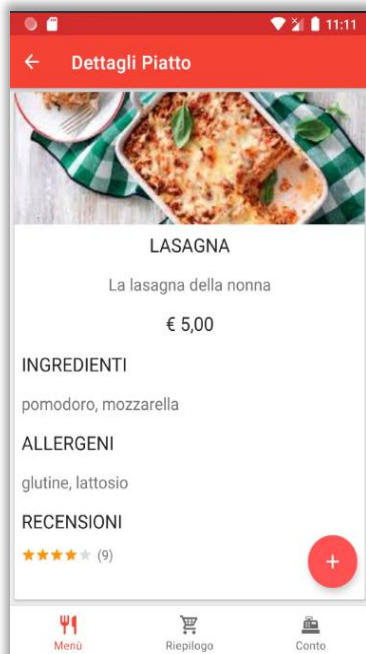 11:11
Dettagli Piatto
LASAGNA
La lasagna della nonna
€ 5,00
INGREDIENTI
pomodoro, mozzarella
ALLERGENI
glutine, lattosio
RECENSIONI
(9)
+
Menù
Riepilogo
Conto